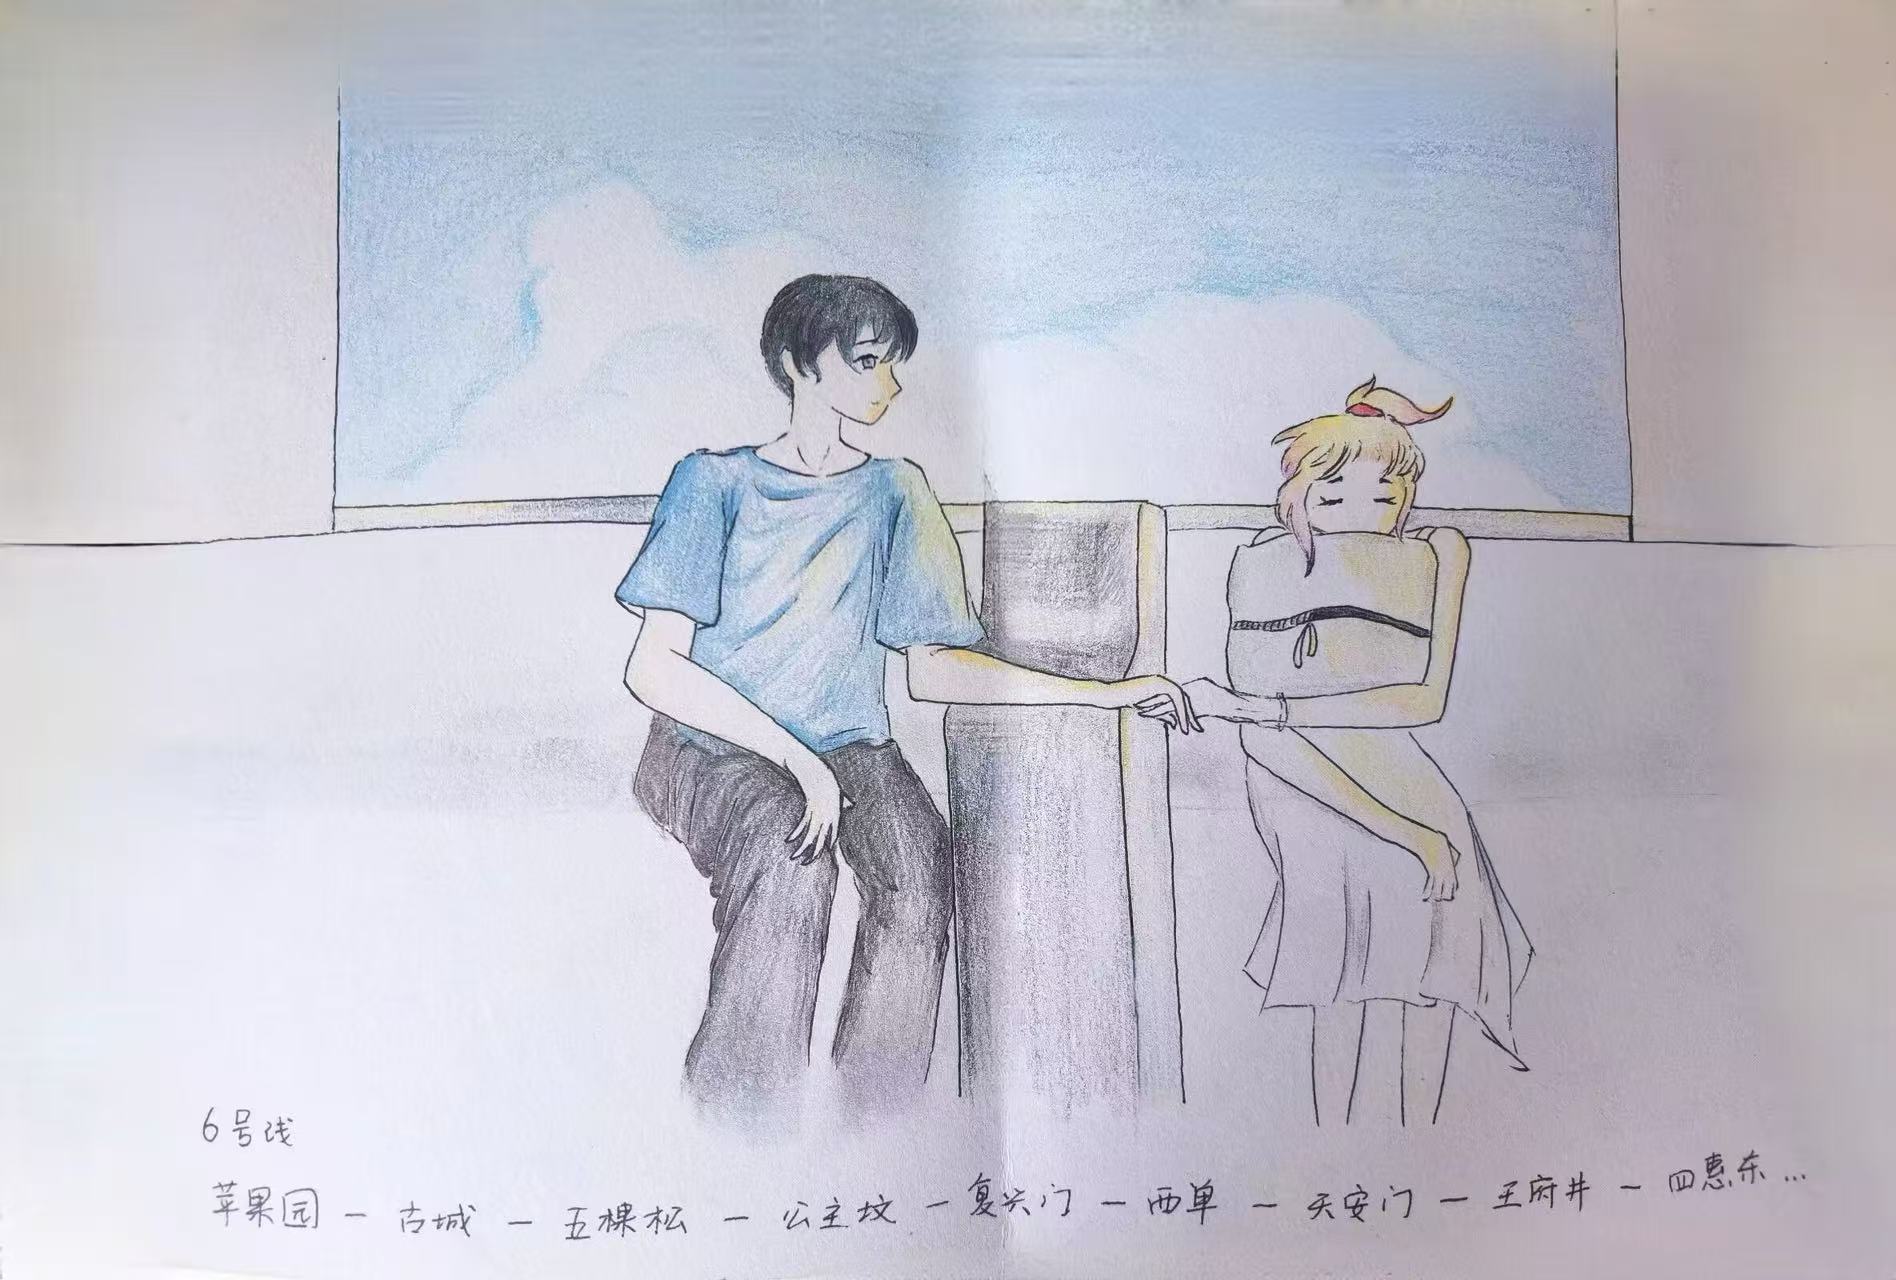 6号线
苹果园 — 古城 — 五棵松 — 公主坟 — 复兴门 — 西单 — 天安门 — 王府井 — 四惠东…